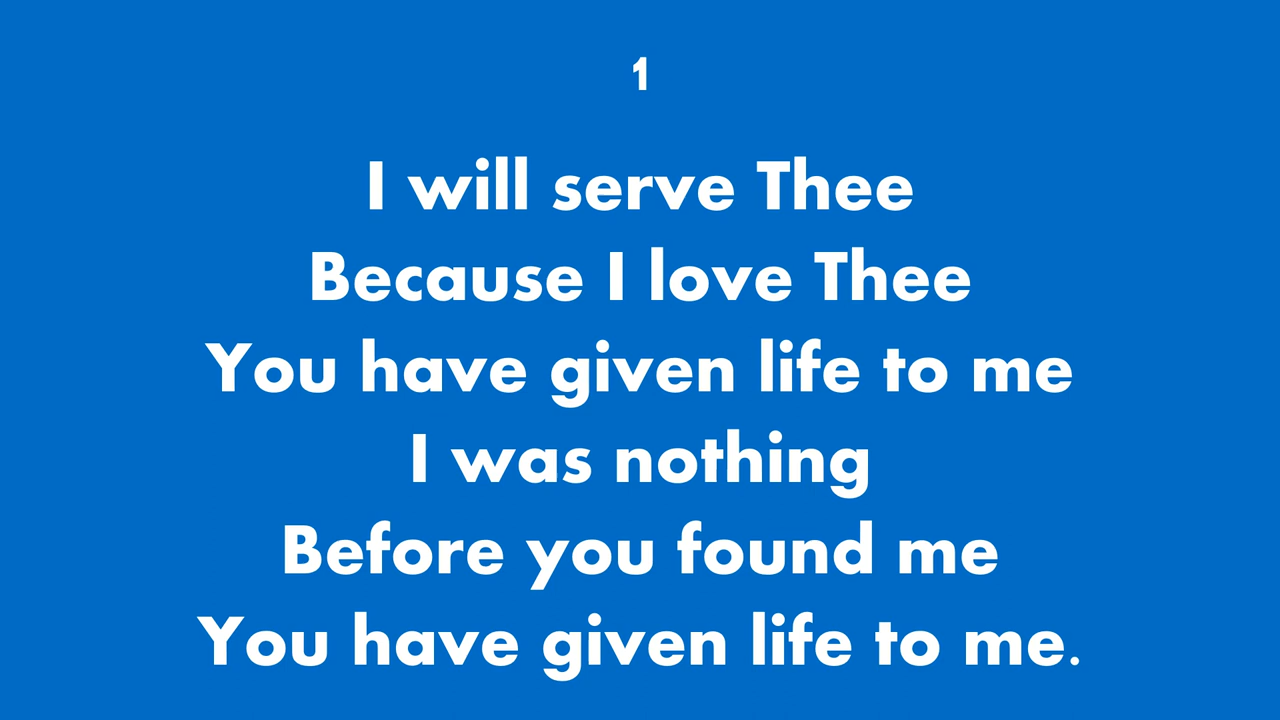 1
I will serve Thee
Because I love Thee
You have given life to me
I was nothing
Before you found me
You have given life to me.